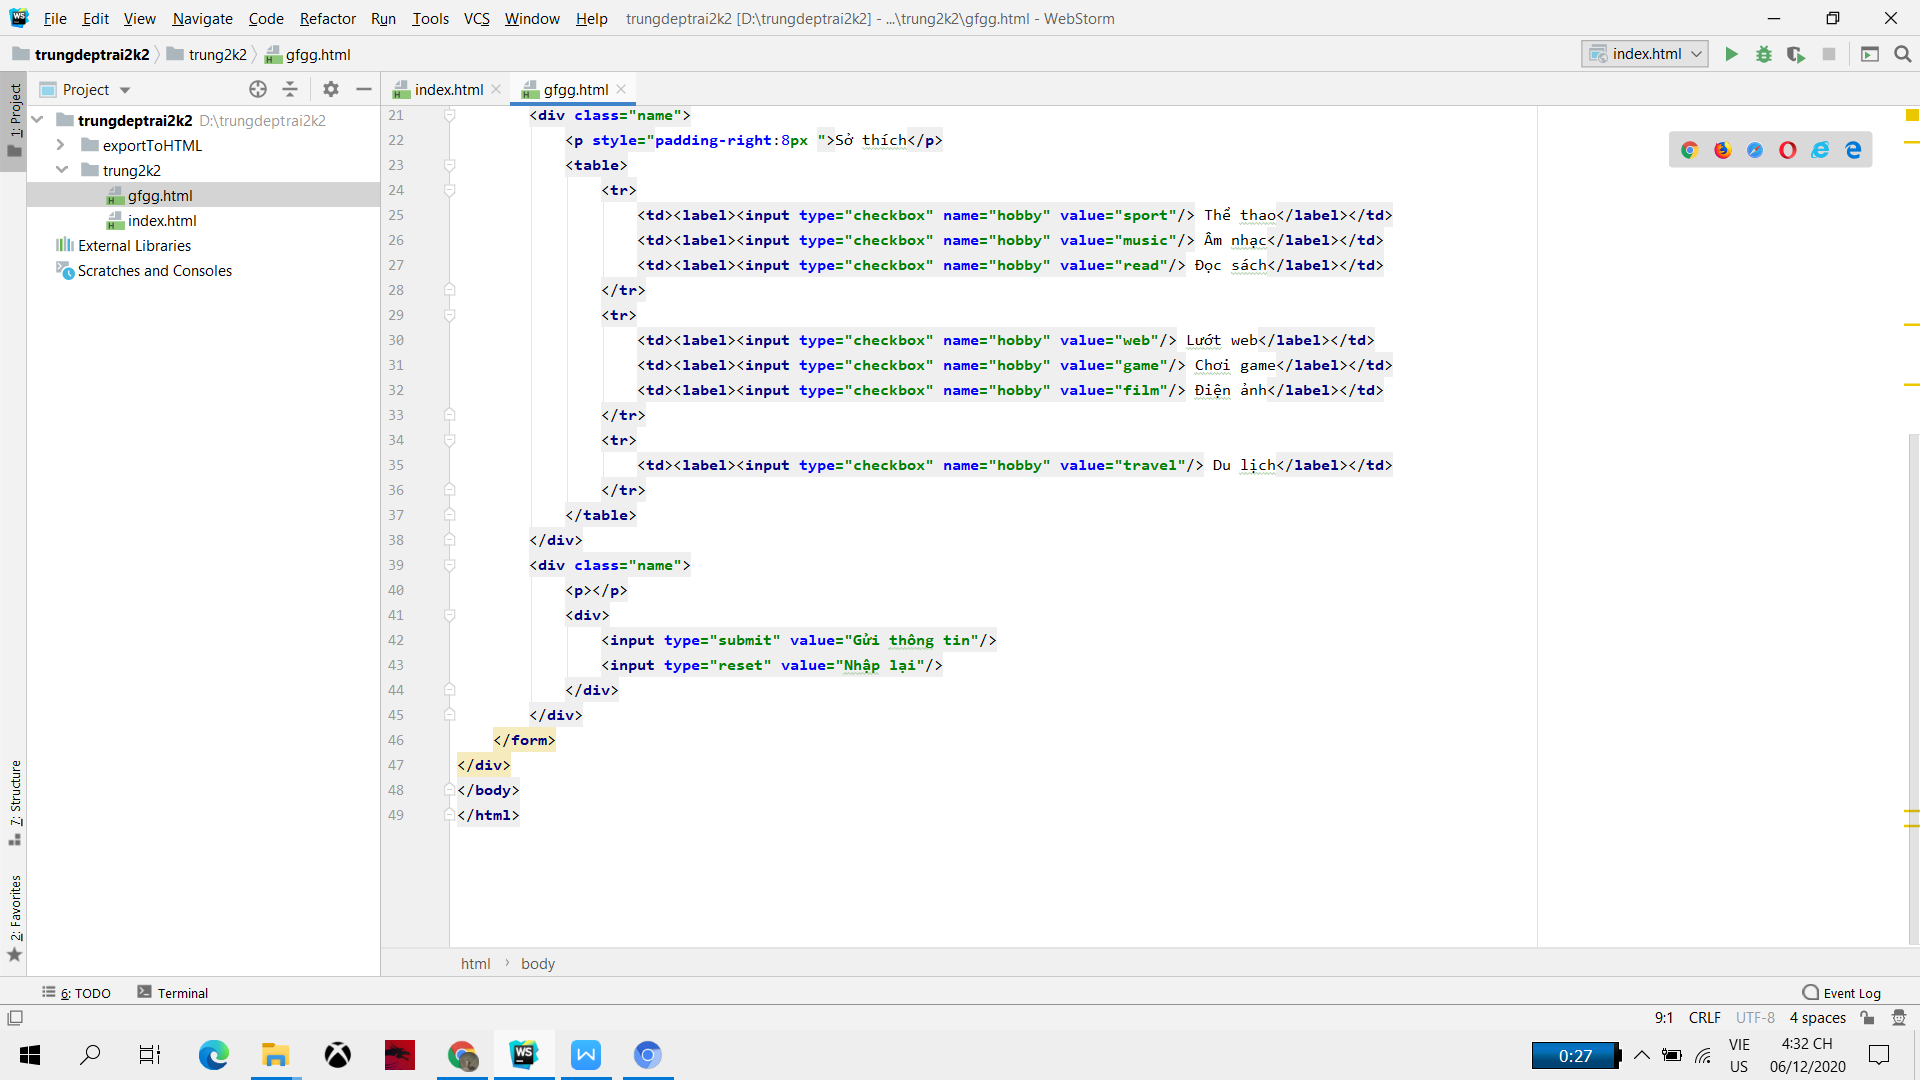 File Edit View Navigate Code Refactor Run Tools VCS Window Help trungdeptrai2k2 [D:\trungdeptrai2k2] - ...\trung2k2\gfgg.html - WebStorm
trungdeptrai2k2 trung2k2 gfgg.html index.html
1: Project
Project index.html gfgg.html
trungdeptrai2k2 D:\trungdeptrai2k2
exportToHTML
trung2k2
gfgg.html
index.html
External Libraries
Scratches and Consoles
21 <div class="name">
22 <p style="padding-right:8px ">Sở thích</p>
23 <table>
24 <tr>
25 <td><label><input type="checkbox" name="hobby" value="sport"/> Thể thao</label></td>
26 <td><label><input type="checkbox" name="hobby" value="music"/> Âm nhạc</label></td>
27 <td><label><input type="checkbox" name="hobby" value="read"/> Đọc sách</label></td>
28 </tr>
29 <tr>
30 <td><label><input type="checkbox" name="hobby" value="web"/> Lướt web</label></td>
31 <td><label><input type="checkbox" name="hobby" value="game"/> Chơi game</label></td>
32 <td><label><input type="checkbox" name="hobby" value="film"/> Điện ảnh</label></td>
33 </tr>
34 <tr>
35 <td><label><input type="checkbox" name="hobby" value="travel"/> Du lịch</label></td>
36 </tr>
37 </table>
38 </div>
39 <div class="name">
40 <p></p>
41 <div>
42 <input type="submit" value="Gửi thông tin"/>
43 <input type="reset" value="Nhập lại"/>
44 </div>
45 </div>
46 </form>
47 </div>
48 </body>
49 </html>
7: Structure
2: Favorites
html › body
6: TODO Terminal Event Log
9:1 CRLF UTF-8 4 spaces
0:27
VIE
US
4:32 CH
06/12/2020